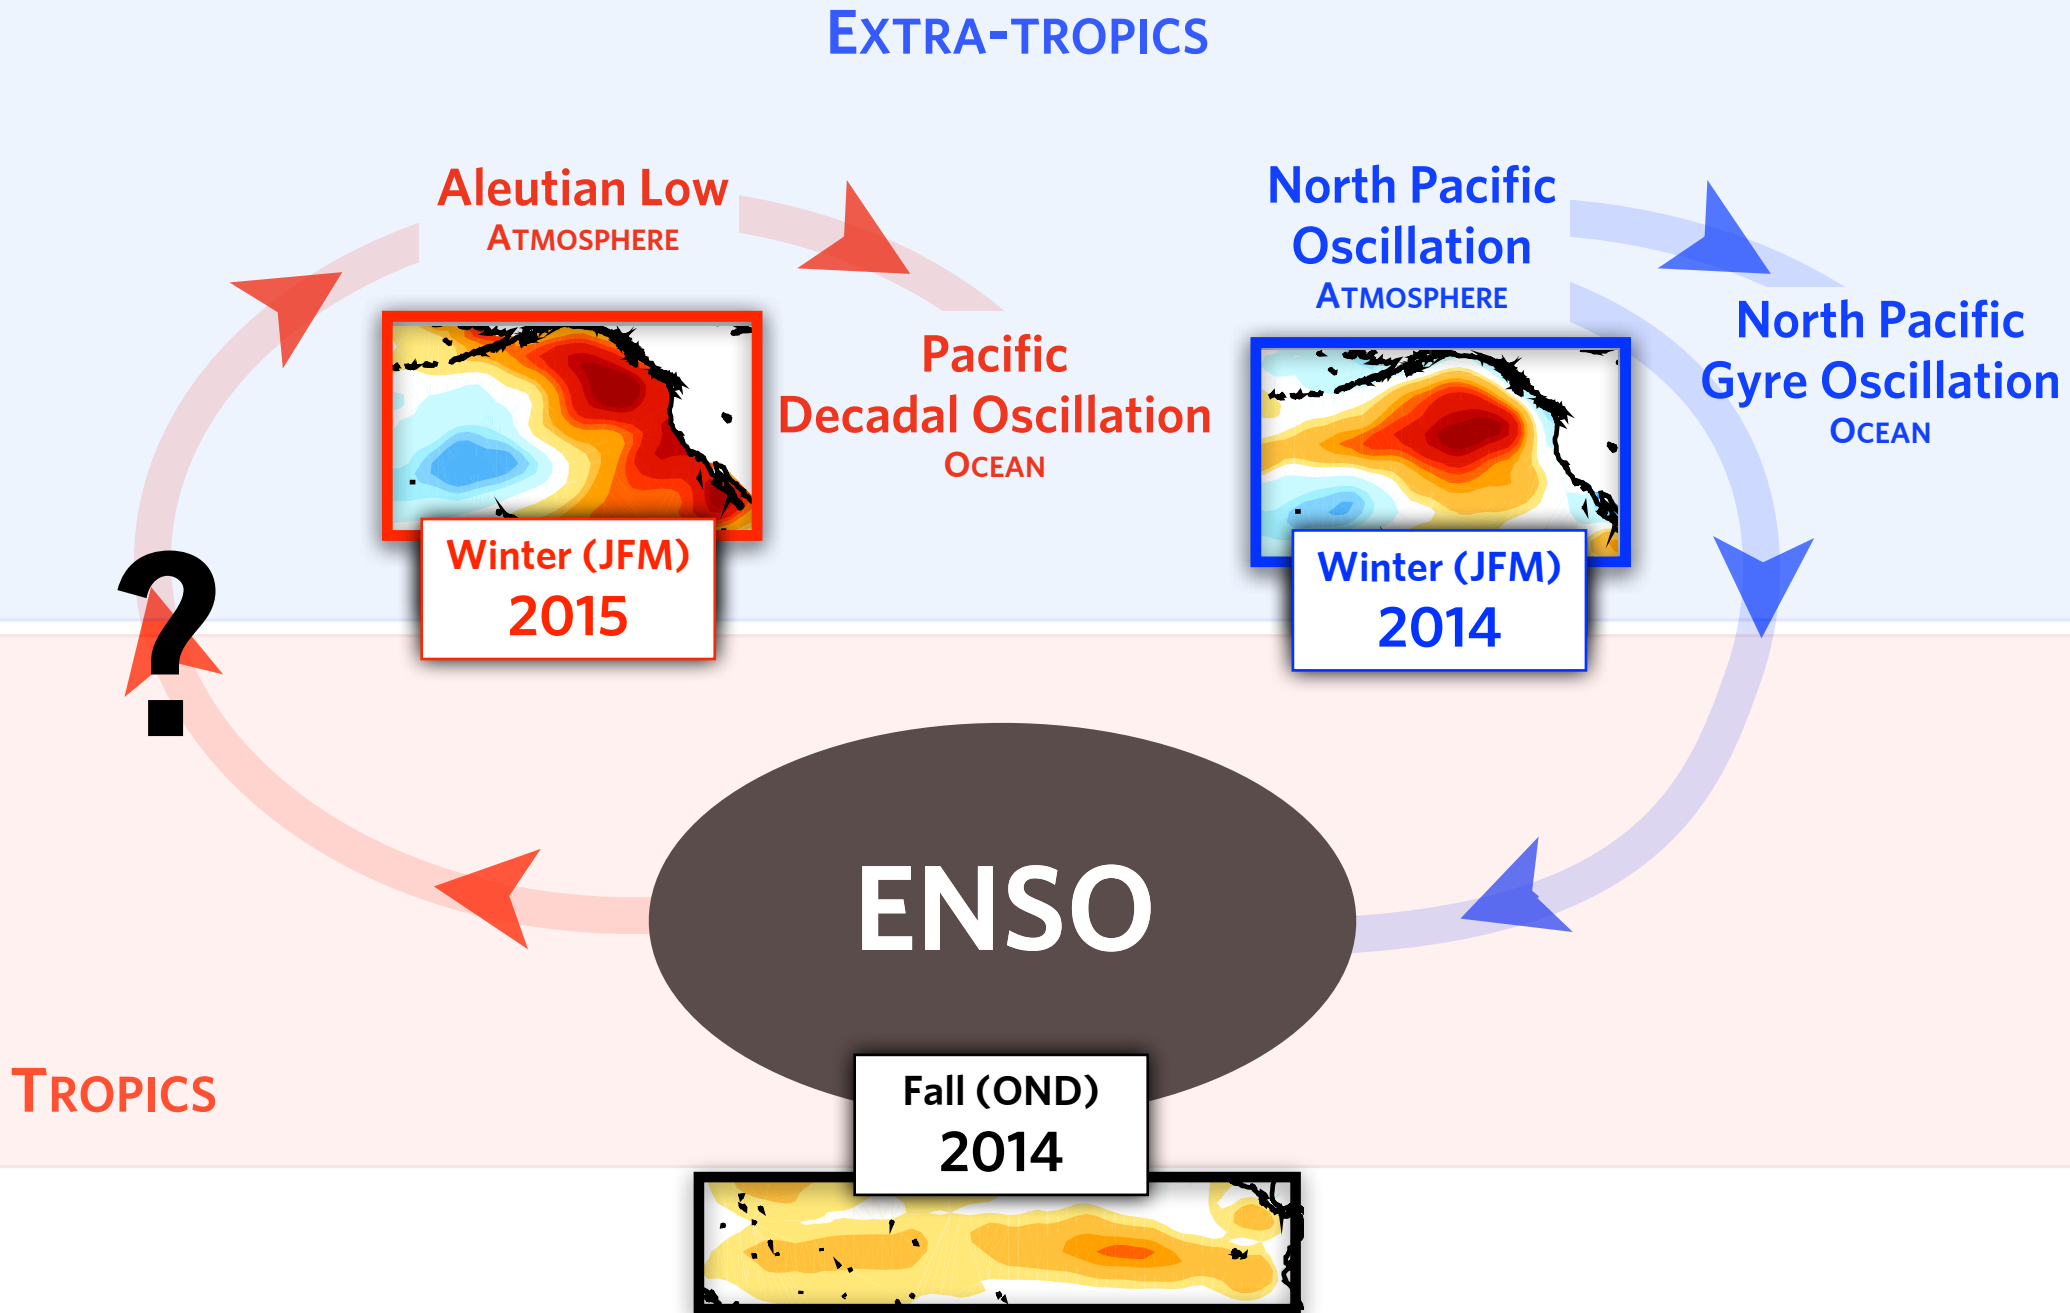 EXTRA-TROPICS
Aleutian Low
ATMOSPHERE
Pacific
Decadal Oscillation
OCEAN
Winter (JFM)
2015
North Pacific
Oscillation
ATMOSPHERE
North Pacific
Gyre Oscillation
OCEAN
Winter (JFM)
2014
?
ENSO
TROPICS
Fall (OND)
2014